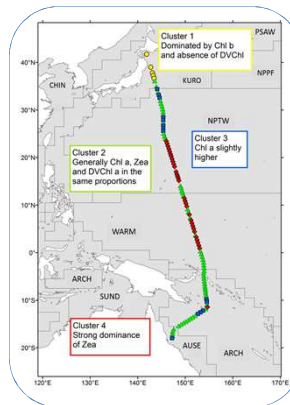 PSAW
40°N
Cluster 1
Dominated by Chl b
and absence of DVChl
NPPF
CHIN
KURO
30°N
NPTW
Cluster 2
Generally Chl a, Zea
and DVChl a in the
same proportions
Cluster 3
Chl a slightly
higher
20°N
10°N
WARM
0°
ARCH
SUND
10°S
Cluster 4
Strong dominance
of Zea
AUSE
ARCH
20°S
120°E
130°E
140°E
150°E
160°E
170°E